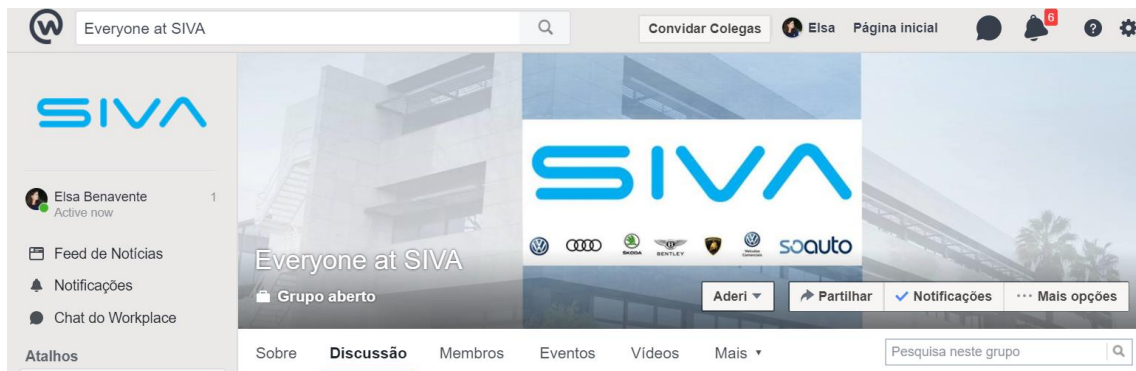 Everyone at SIVA
Convidar Colegas
Elsa
Página inicial
6
SIVA
Elsa Benavente 1
Active now
Feed de Notícias
Notificações
Chat do Workplace
Atalhos
SIVA
ŠKODA
BENTLEY
soauto
Everyone at SIVA
Grupo aberto
Aderi
Partilhar
Notificações
Mais opções
Sobre
Discussão
Membros
Eventos
Vídeos
Mais
Pesquisa neste grupo